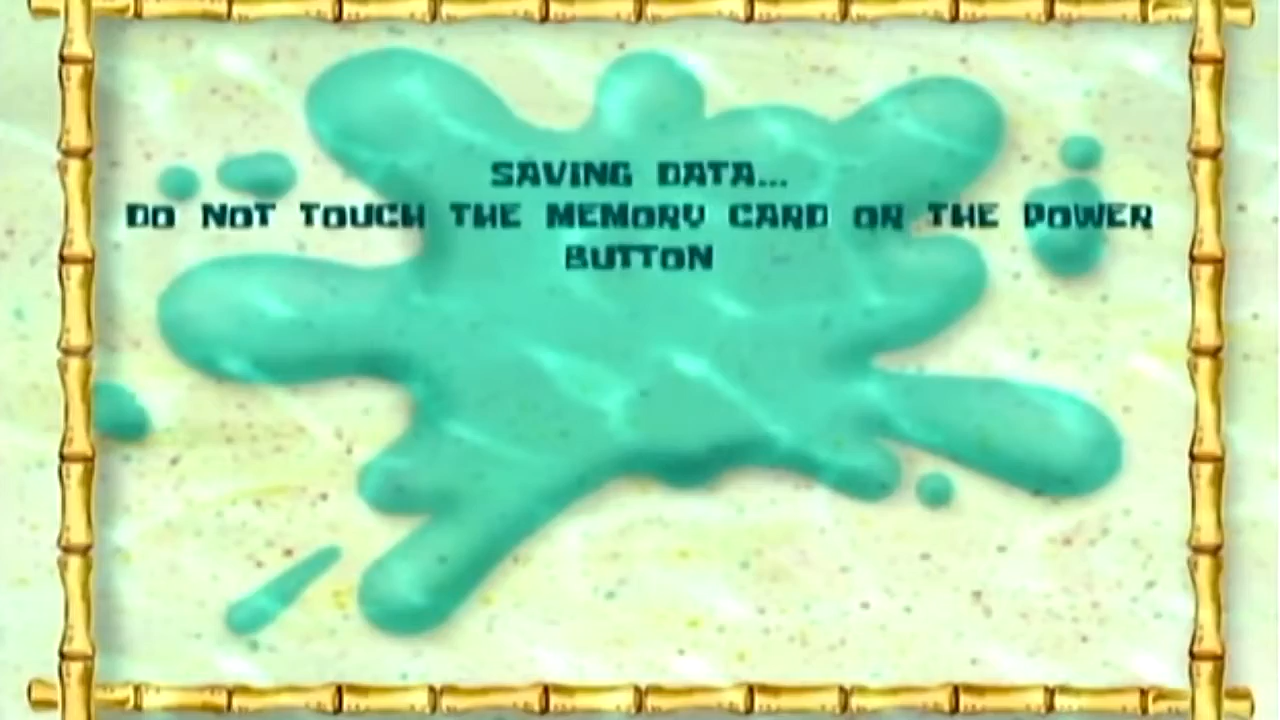 SAVING DATA...
DO NOT TOUCH THE MEMORY CARD OR THE POWER
BUTTON